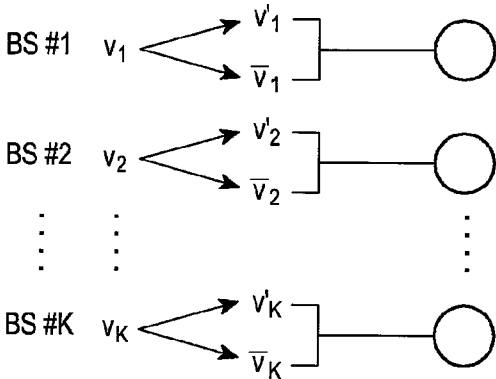 v'₁
BS #1 v₁
v̅₁
v'₂
BS #2 v₂
v̅₂
v'K
BS #K vK
v̅K